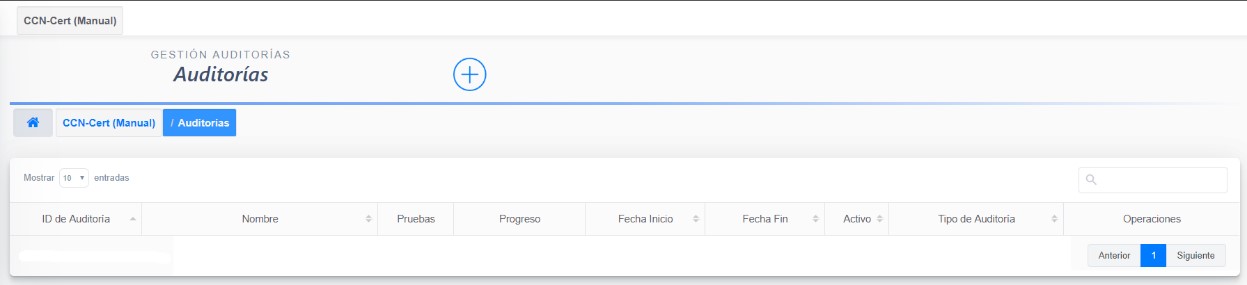 CCN-Cert (Manual)
GESTIÓN AUDITORÍAS
Auditorías
CCN-Cert (Manual) / Auditorías
Mostrar 10 entradas
ID de Auditoría Nombre Pruebas Progreso Fecha Inicio Fecha Fin Activo Tipo de Auditoría Operaciones
Anterior 1 Siguiente